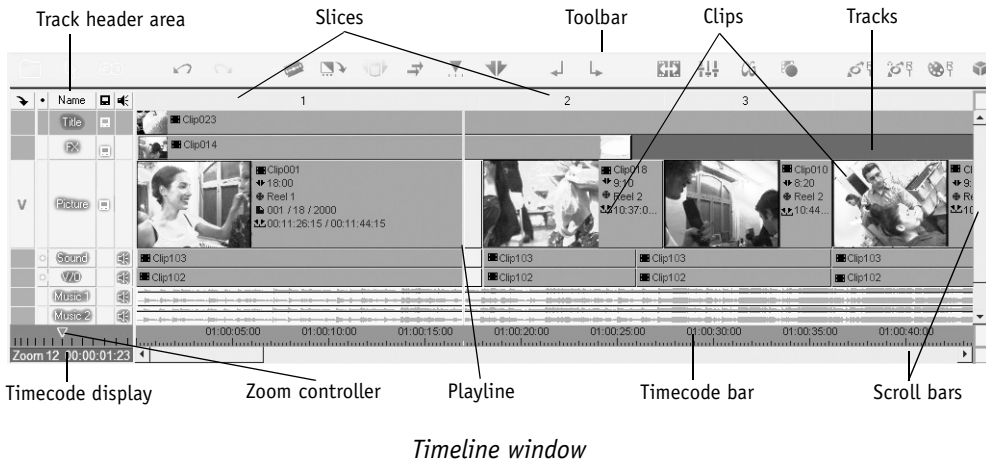 Track header area
Slices
Toolbar
Clips
Tracks
Name
1
2
3
Title
Clip023
FX
Clip014
V
Picture
Clip001
18:00
Reel 1
001 / 18 / 2000
00:11:26:15 / 00:11:44:15
Clip018
9:10
Reel 2
10:37:0...
Clip010
8:20
Reel 2
10:44...
Cl
9:
Re
10
Sound
Clip103
Clip103
Clip103
Clip103
V/O
Clip102
Clip102
Clip102
Clip102
Music 1
Music 2
01:00:05:00
01:00:10:00
01:00:15:00
01:00:20:00
01:00:25:00
01:00:30:00
01:00:35:00
01:00:40:00
Zoom 12 00:00:01:23
Timecode display
Zoom controller
Playline
Timecode bar
Scroll bars
Timeline window